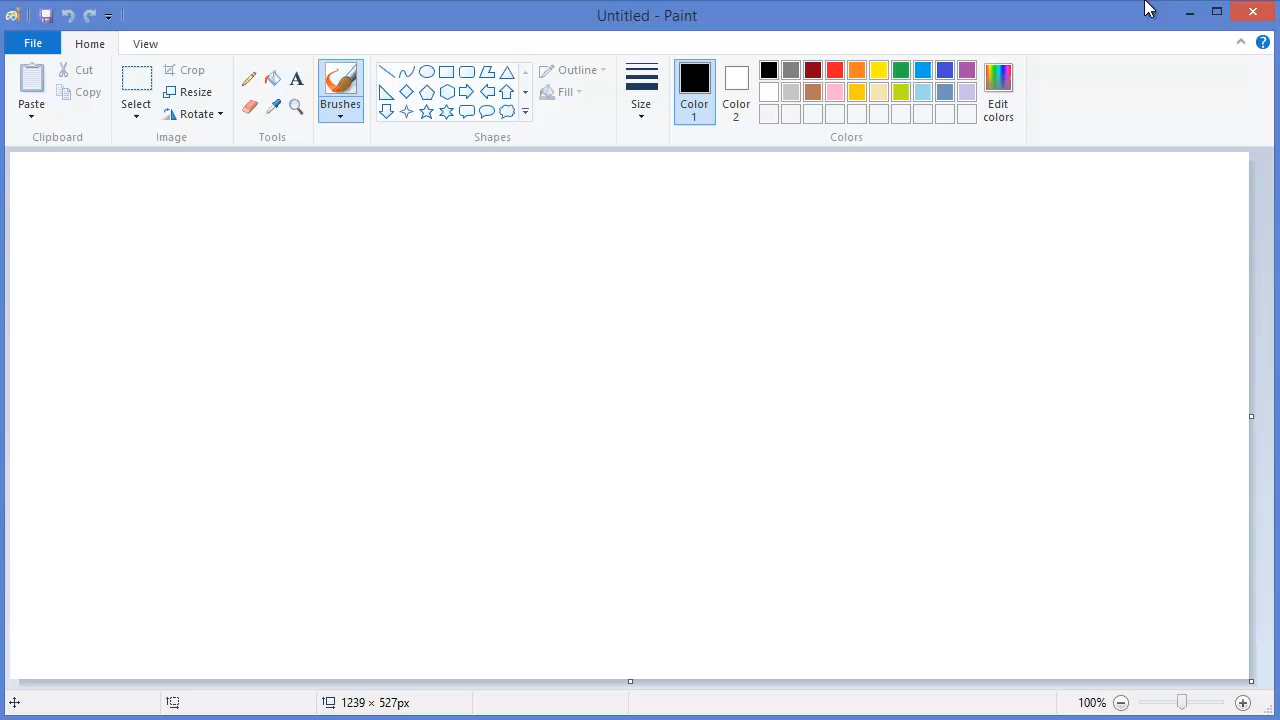 Untitled - Paint
File
Home
View
Paste
Cut
Copy
Clipboard
Select
Crop
Resize
Rotate
Image
Tools
Brushes
Shapes
Outline
Fill
Size
Color 1
Color 2
Edit colors
Colors
1239 × 527px
100%